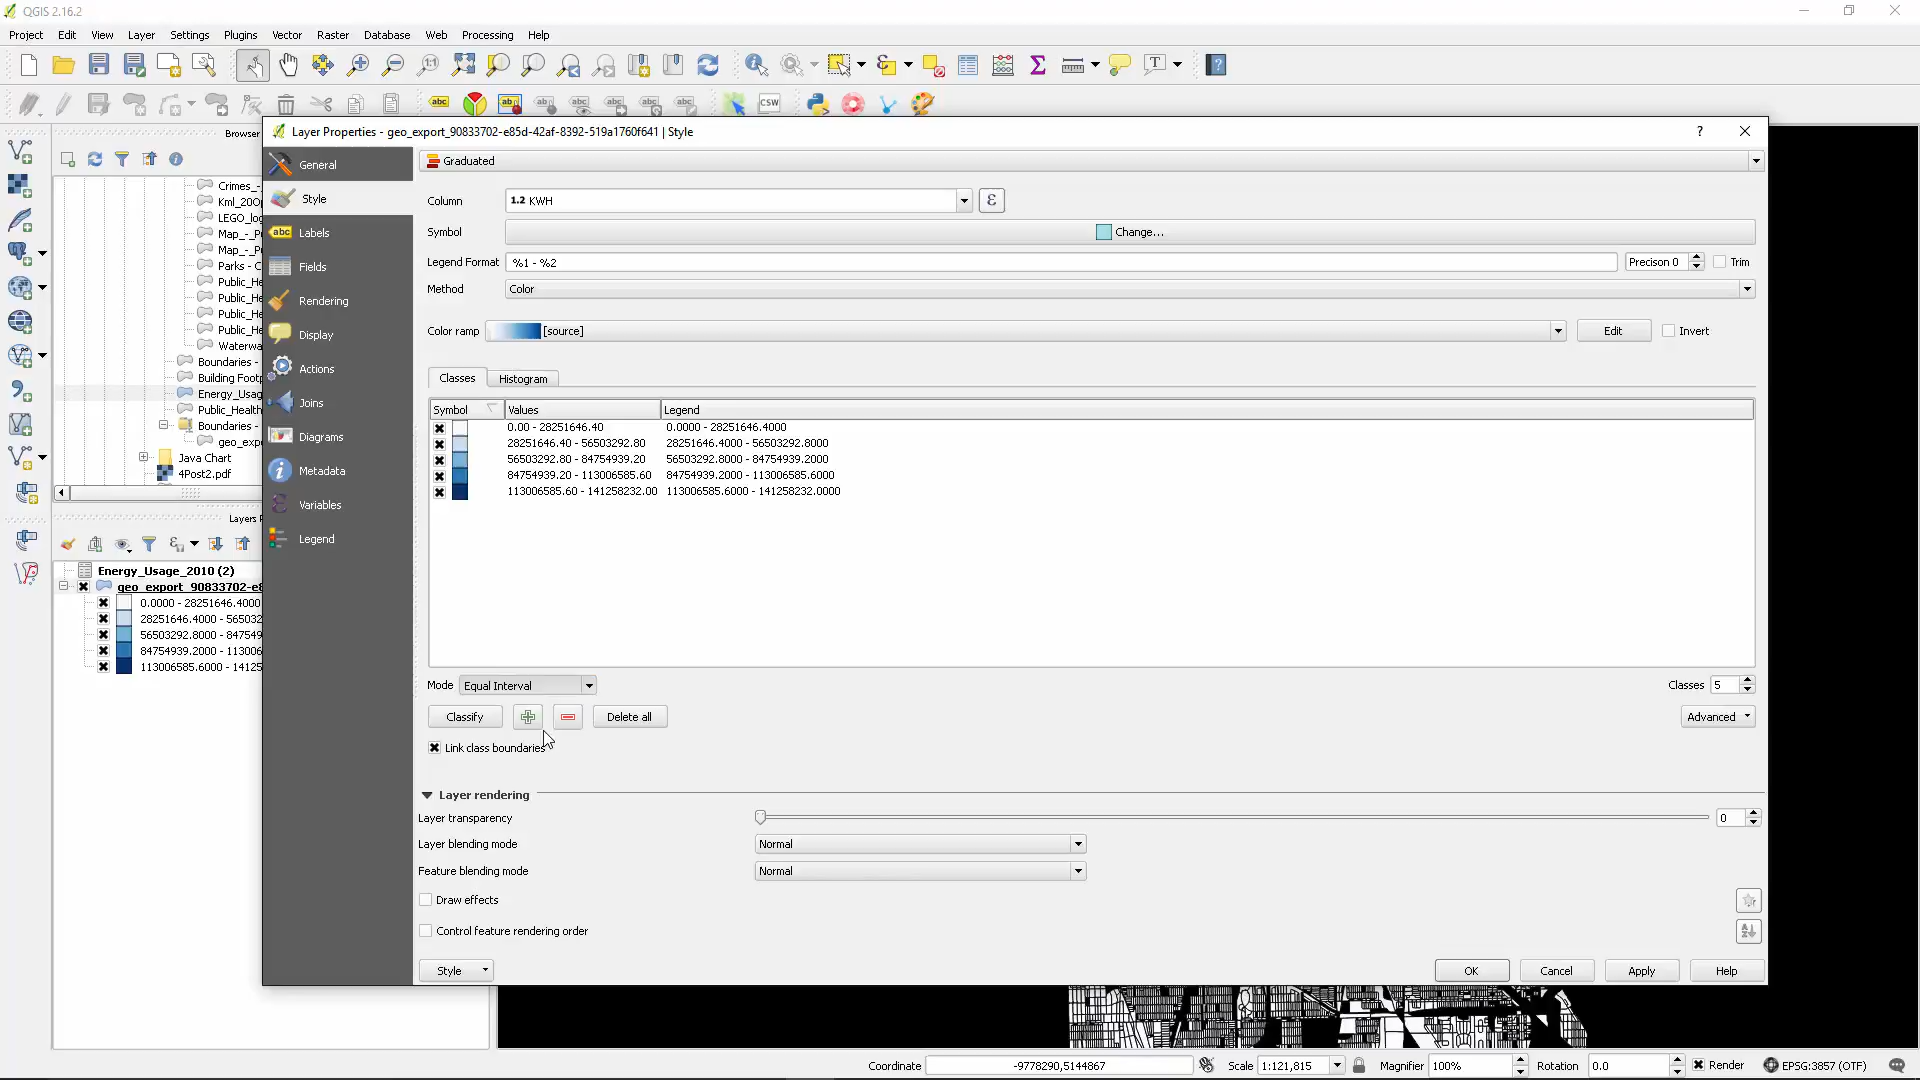 QGIS 2.16.2
Project Edit View Layer Settings Plugins Vector Raster Database Web Processing Help
abc abc
CSW
Browser
Layer Properties - geo_export_90833702-e85d-42af-8392-519a1760f641 | Style
?
General
Style
Labels
Fields
Rendering
Display
Actions
Joins
Diagrams
Metadata
Variables
Legend
Graduated
Column 1.2 KWH ε
Symbol Change...
Legend Format %1 - %2 Precison 0 Trim
Method Color
Color ramp [source] Edit Invert
Classes Histogram
Symbol Values Legend
0.00 - 28251646.40 0.0000 - 28251646.4000
28251646.40 - 56503292.80 28251646.4000 - 56503292.8000
56503292.80 - 84754939.20 56503292.8000 - 84754939.2000
84754939.20 - 113006585.60 84754939.2000 - 113006585.6000
113006585.60 - 141258232.00 113006585.6000 - 141258232.0000
Mode Equal Interval Classes 5
Classify Delete all Advanced
Link class boundaries
Layer rendering
Layer transparency 0
Layer blending mode Normal
Feature blending mode Normal
Draw effects
Control feature rendering order
Style OK Cancel Apply Help
Crimes_-
Kml_20Op
LEGO_log
Map_-_Pu
Map_-_Pu
Parks - C
Public_He
Public_He
Public_He
Public_He
Waterwa
Boundaries -
Building Footp
Energy_Usag
Public_Health
Boundaries -
geo_expo
Java Chart
4Post2.pdf
Layers P
Energy_Usage_2010 (2)
geo_export_90833702-e8
0.0000 - 28251646.4000
28251646.4000 - 565032
56503292.8000 - 847549
84754939.2000 - 113006
113006585.6000 - 14125
Coordinate -9778290,5144867 Scale 1:121,815 Magnifier 100% Rotation 0.0 Render EPSG:3857 (OTF)